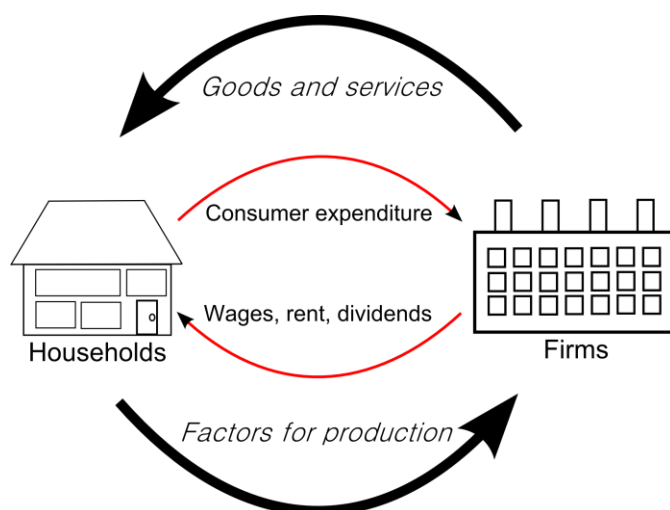 Goods and services
Consumer expenditure
Wages, rent, dividends
Households
Firms
Factors for production